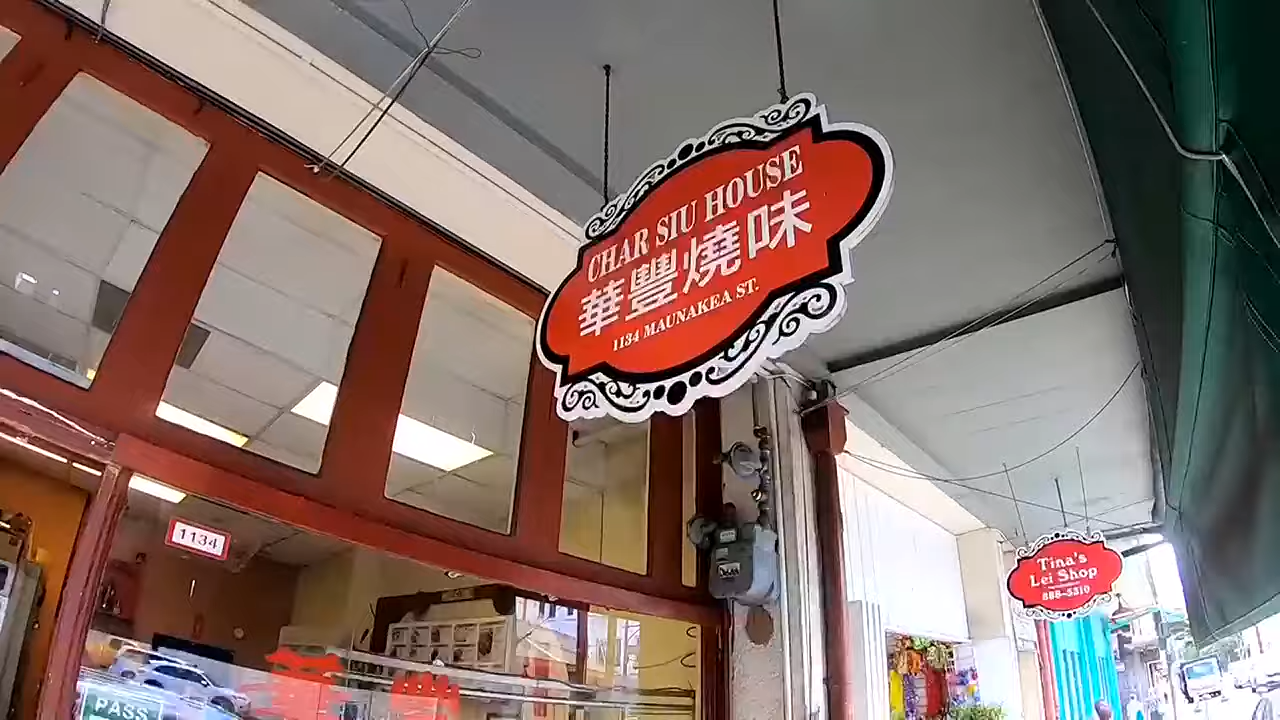 CHAR SIU HOUSE
華豐燒味
1134 MAUNAKEA ST.
1134
Tina's
Lei Shop
888-5310
PASS